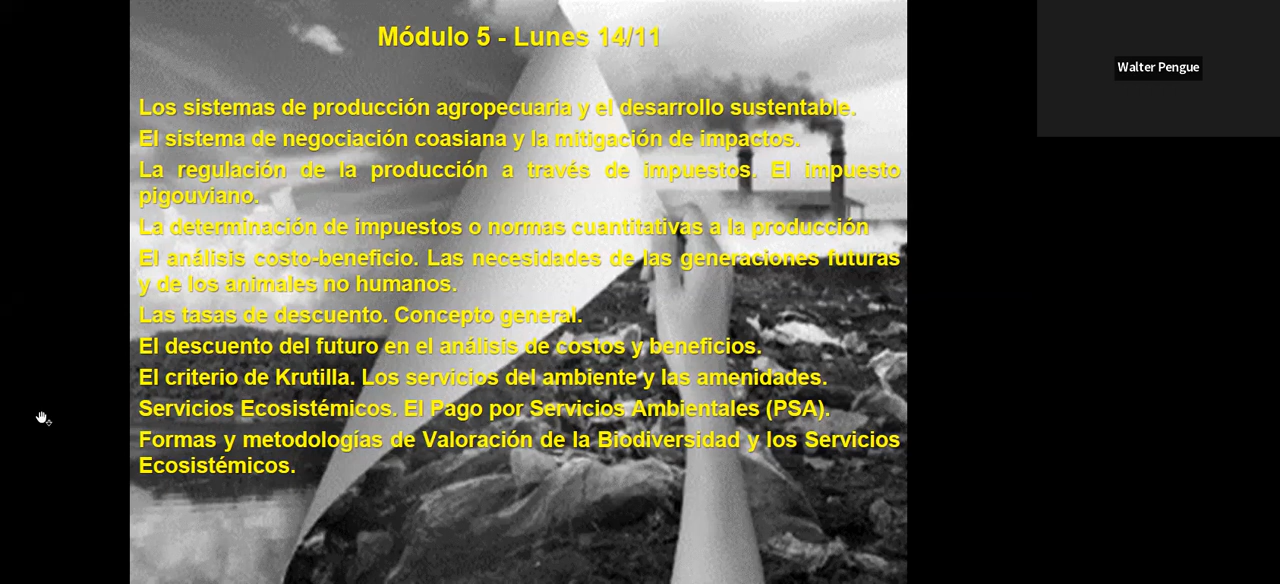 Módulo 5 - Lunes 14/11
Los sistemas de producción agropecuaria y el desarrollo sustentable.
El sistema de negociación coasiana y la mitigación de impactos.
La regulación de la producción a través de impuestos. El impuesto
pigouviano.
La determinación de impuestos o normas cuantitativas a la producción
El análisis costo-beneficio. Las necesidades de las generaciones futuras
y de los animales no humanos.
Las tasas de descuento. Concepto general.
El descuento del futuro en el análisis de costos y beneficios.
El criterio de Krutilla. Los servicios del ambiente y las amenidades.
Servicios Ecosistémicos. El Pago por Servicios Ambientales (PSA).
Formas y metodologías de Valoración de la Biodiversidad y los Servicios
Ecosistémicos.
Walter Pengue